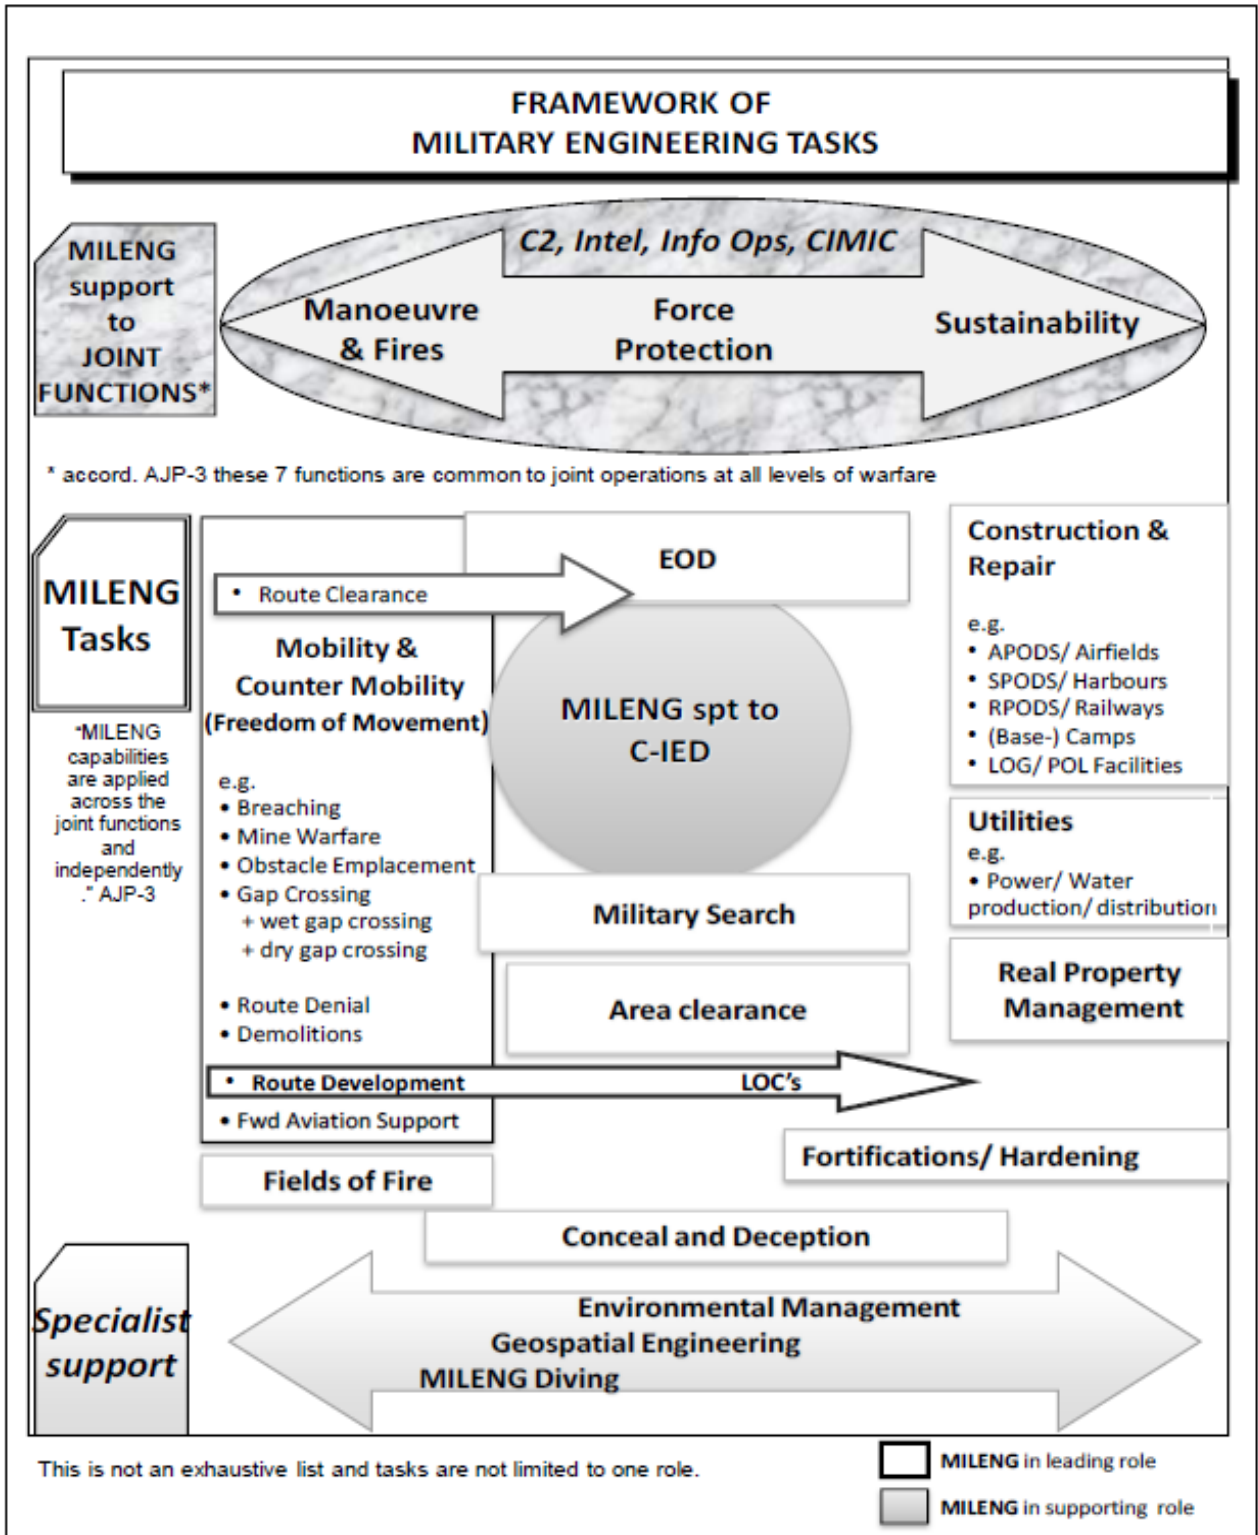 FRAMEWORK OF
MILITARY ENGINEERING TASKS
MILENG
support
to
JOINT
FUNCTIONS*
C2, Intel, Info Ops, CIMIC
Manoeuvre
& Fires
Force
Protection
Sustainability
* accord. AJP-3 these 7 functions are common to joint operations at all levels of warfare
MILENG
Tasks
"MILENG
capabilities
are applied
across the
joint functions
and
independently
." AJP-3
• Route Clearance
Mobility &
Counter Mobility
(Freedom of Movement)
e.g.
• Breaching
• Mine Warfare
• Obstacle Emplacement
• Gap Crossing
+ wet gap crossing
+ dry gap crossing
• Route Denial
• Demolitions
• Route Development LOC's
• Fwd Aviation Support
Fields of Fire
EOD
MILENG spt to
C-IED
Military Search
Area clearance
Construction &
Repair
e.g.
• APODS/ Airfields
• SPODS/ Harbours
• RPODS/ Railways
• (Base-) Camps
• LOG/ POL Facilities
Utilities
e.g.
• Power/ Water
production/ distribution
Real Property
Management
Fortifications/ Hardening
Conceal and Deception
Specialist
support
Environmental Management
Geospatial Engineering
MILENG Diving
This is not an exhaustive list and tasks are not limited to one role.
MILENG in leading role
MILENG in supporting role